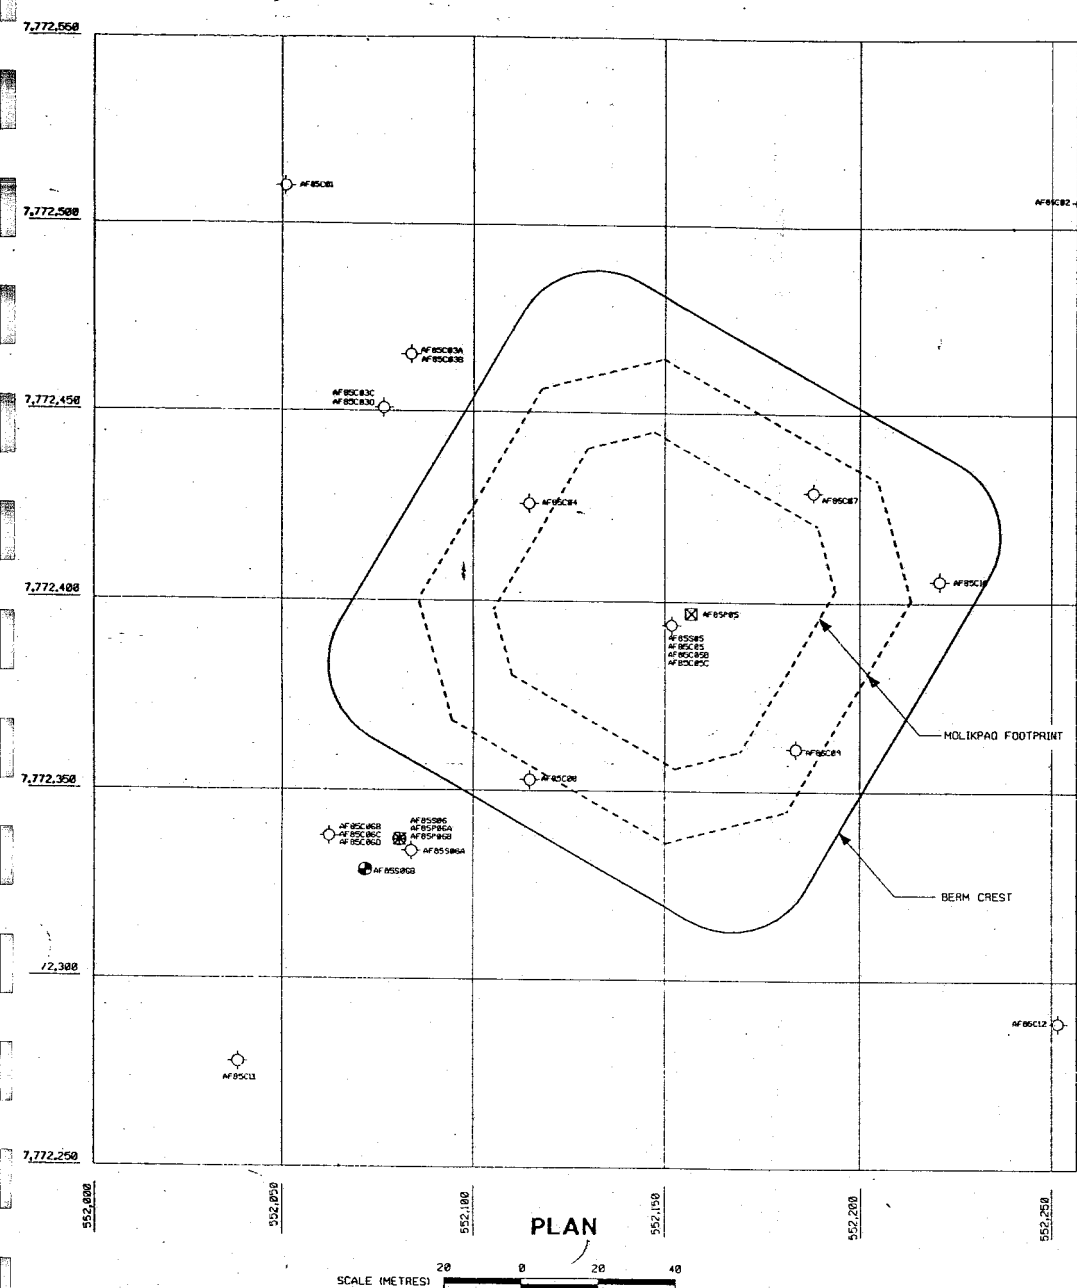 7,772,550
AF85C01
7,772,500
AF85C02
AF85C03A
AF85C03B
AF85C03C
AF85C03D
7,772,450
AF85C04
AF85C07
AF85C10
7,772,400
AF85P05
AF85S05
AF85C05
AF85C05B
AF85C05C
MOLIKPAQ FOOTPRINT
AF85C09
AF85C08
7,772,350
AF85C06B
AF85C06C
AF85C06D
AF85S06
AF85P06A
AF85P06B
AF85S06A
AF85S06B
BERM CREST
72,300
AF85C12
AF85C11
7,772,250
552,000
552,050
552,100
552,150
552,200
552,250
PLAN
SCALE (METRES)
20 0 20 40